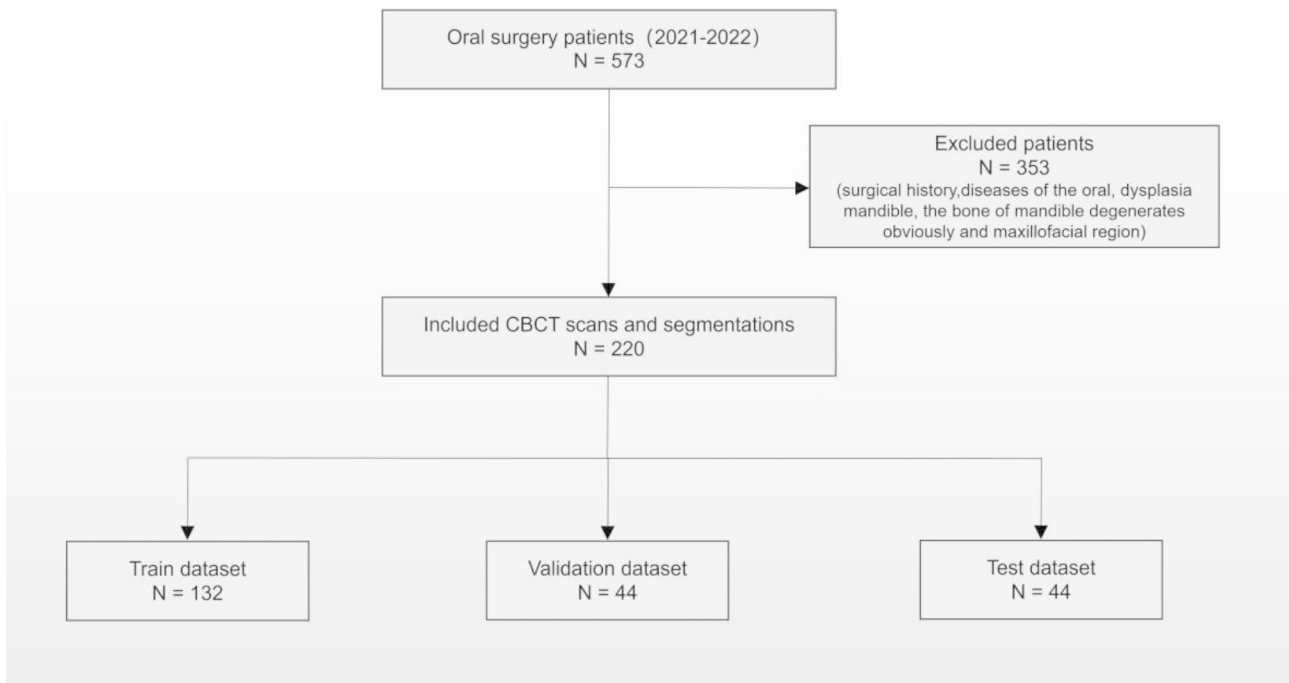 Oral surgery patients（2021-2022）
N = 573
Excluded patients
N = 353
(surgical history,diseases of the oral, dysplasia
mandible, the bone of mandible degenerates
obviously and maxillofacial region)
Included CBCT scans and segmentations
N = 220
Train dataset
N = 132
Validation dataset
N = 44
Test dataset
N = 44